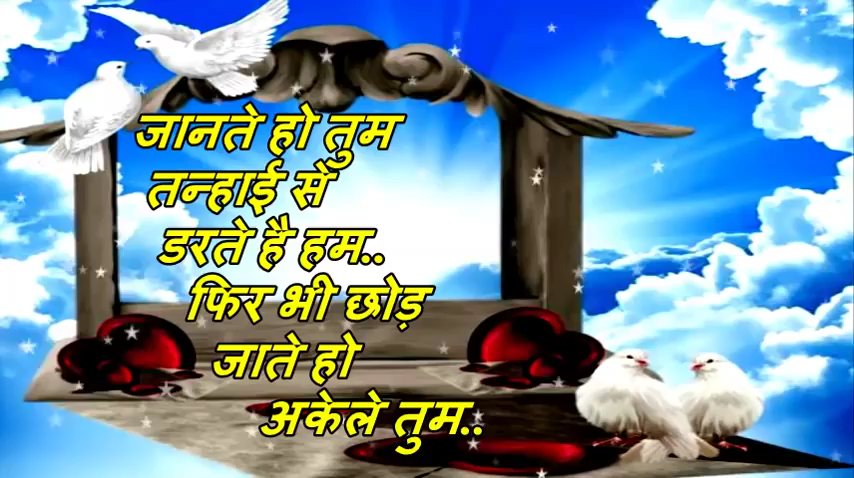 जानते हो तुम
तन्हाई से
डरते है हम..
फिर भी छोड़
जाते हो
अकेले तुम..